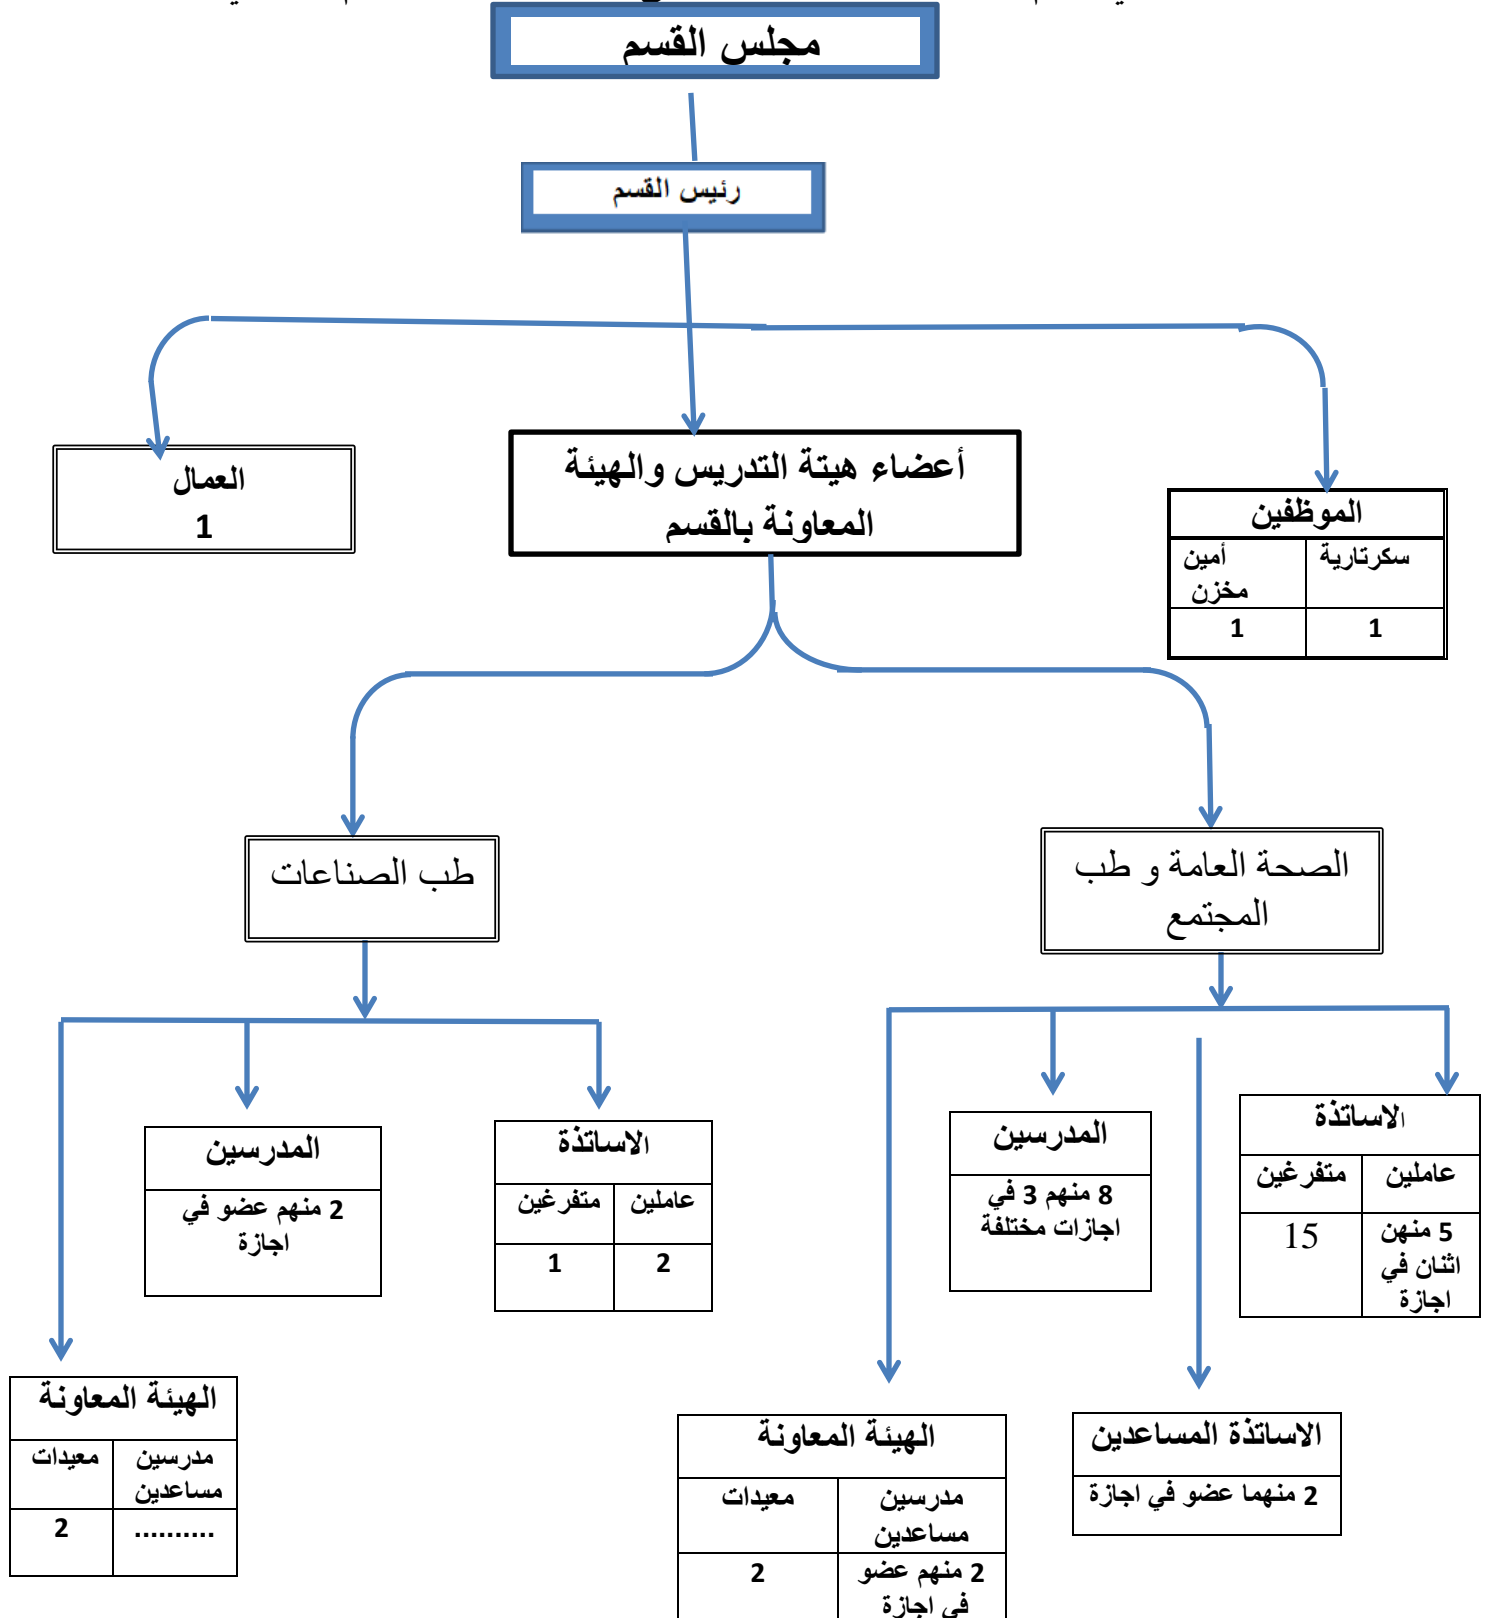 مجلس القسم
رئيس القسم
العمال
1
أعضاء هيتة التدريس والهيئة
المعاونة بالقسم
الموظفين
سكرتارية
أمين
مخزن
1
1
الصحة العامة و طب
المجتمع
طب الصناعات
الاساتذة
عاملين
متفرغين
5 منهن
اثنان في
اجازة
15
المدرسين
8 منهم 3 في
اجازات مختلفة
الاساتذة
عاملين
متفرغين
2
1
المدرسين
2 منهم عضو في
اجازة
الاساتذة المساعدين
2 منهما عضو في اجازة
الهيئة المعاونة
مدرسين
مساعدين
معيدات
2 منهم عضو
في اجازة
2
الهيئة المعاونة
مدرسين
مساعدين
معيدات
..........
2